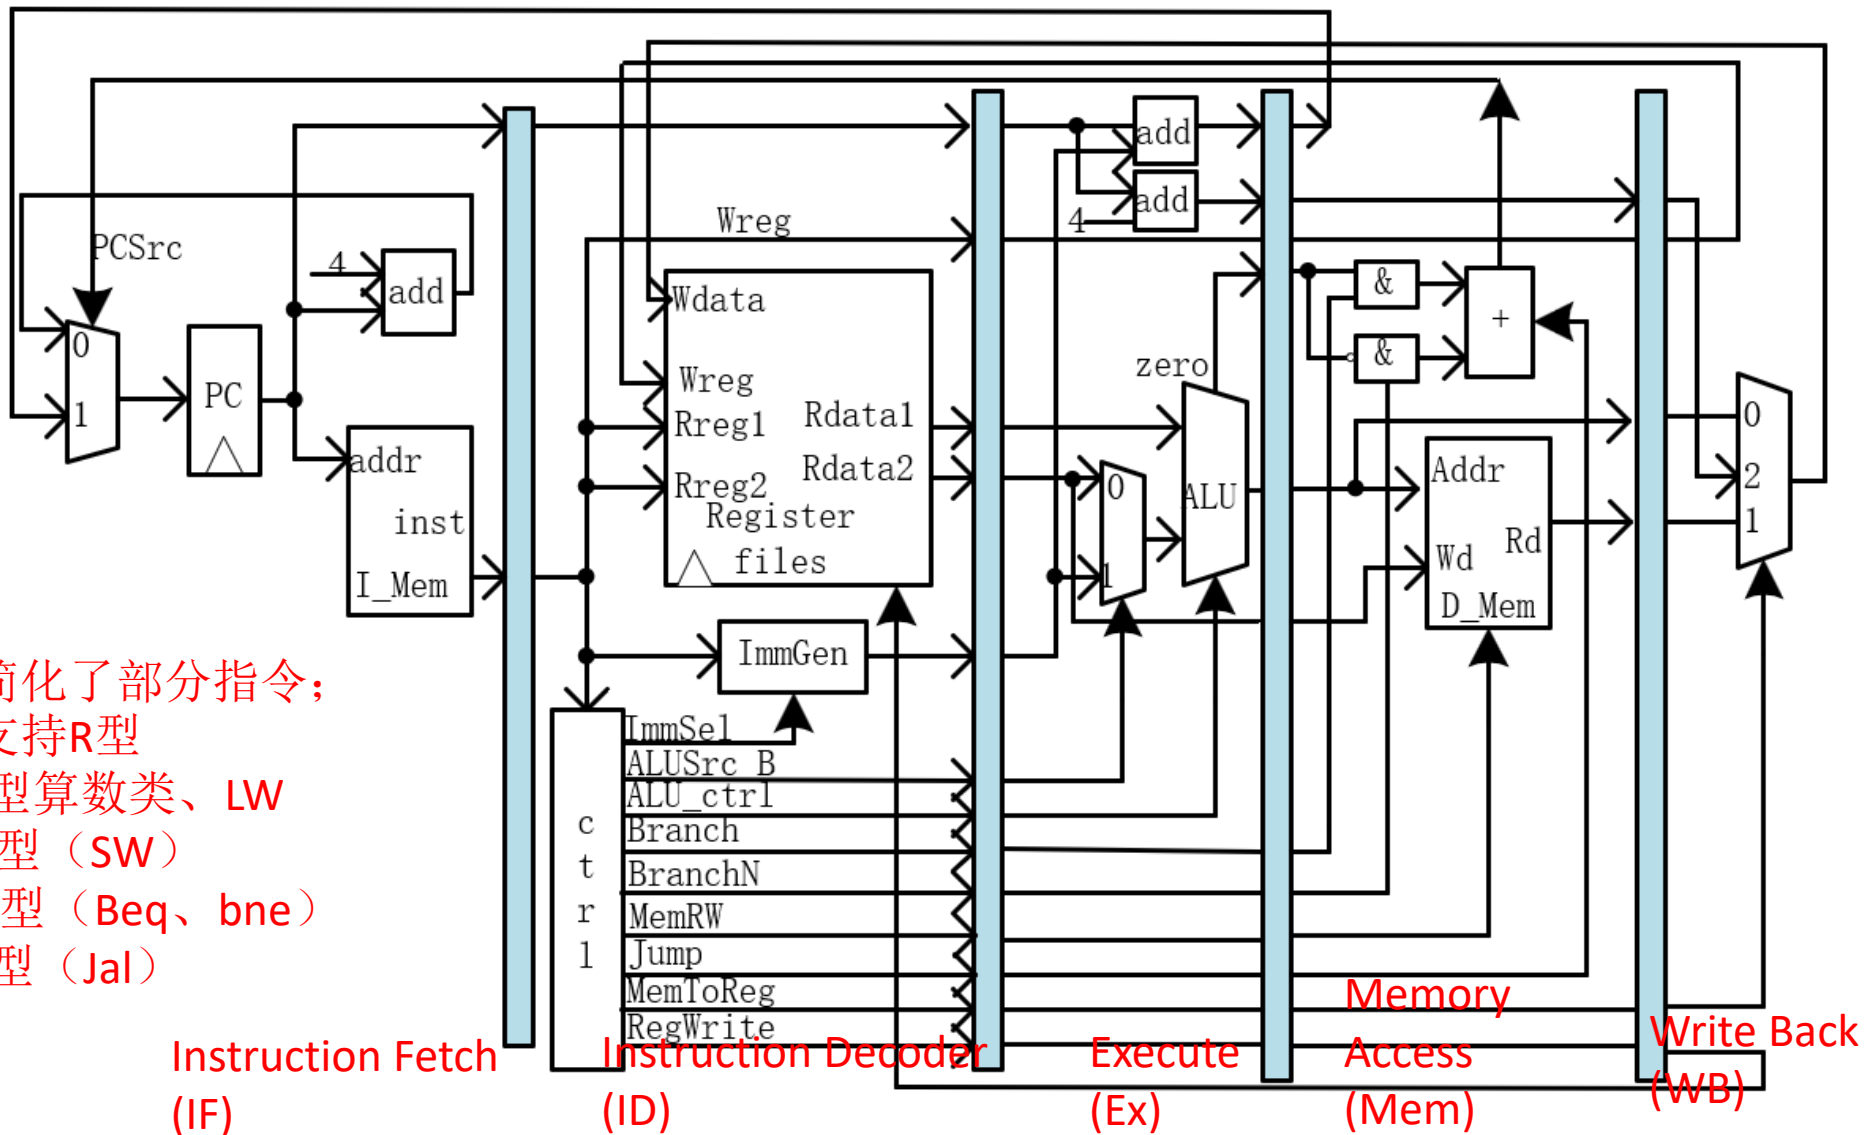 PCSrc
4
add
0
1
PC
addr
inst
I_Mem
Wreg
Wdata
Wreg
Rreg1
Rreg2
Rdata1
Rdata2
Register
files
ImmGen
ctrl
ImmSel
ALUSrc_B
ALU_ctrl
Branch
BranchN
MemRW
Jump
MemToReg
RegWrite
add
add
4
zero
0
1
ALU
&
&
+
Addr
Wd
Rd
D_Mem
0
2
1
简化了部分指令；
支持R型
型算数类、LW
型（SW）
型（Beq、bne）
型（Jal）
Instruction Fetch
(IF)
Instruction Decoder
(ID)
Execute
(Ex)
Memory
Access
(Mem)
Write Back
(WB)